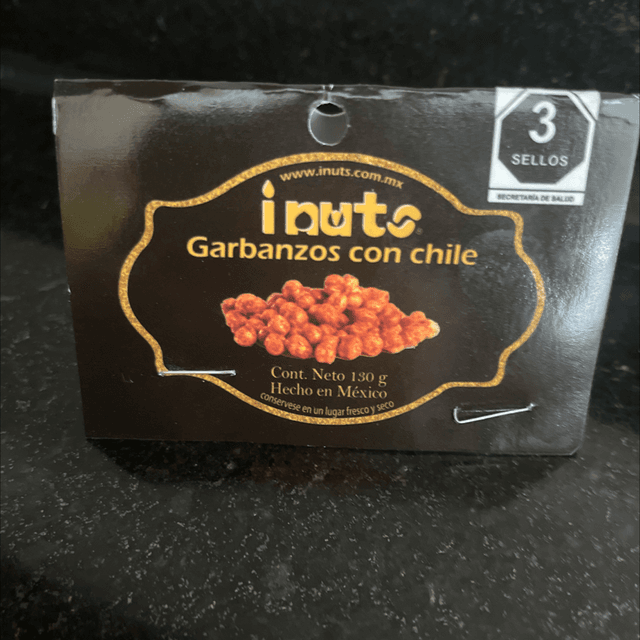 3
SELLOS
SECRETARÍA DE SALUD
www.inuts.com.mx
inuts
Garbanzos con chile
Cont. Neto 130 g
Hecho en México
conservese en un lugar fresco y seco